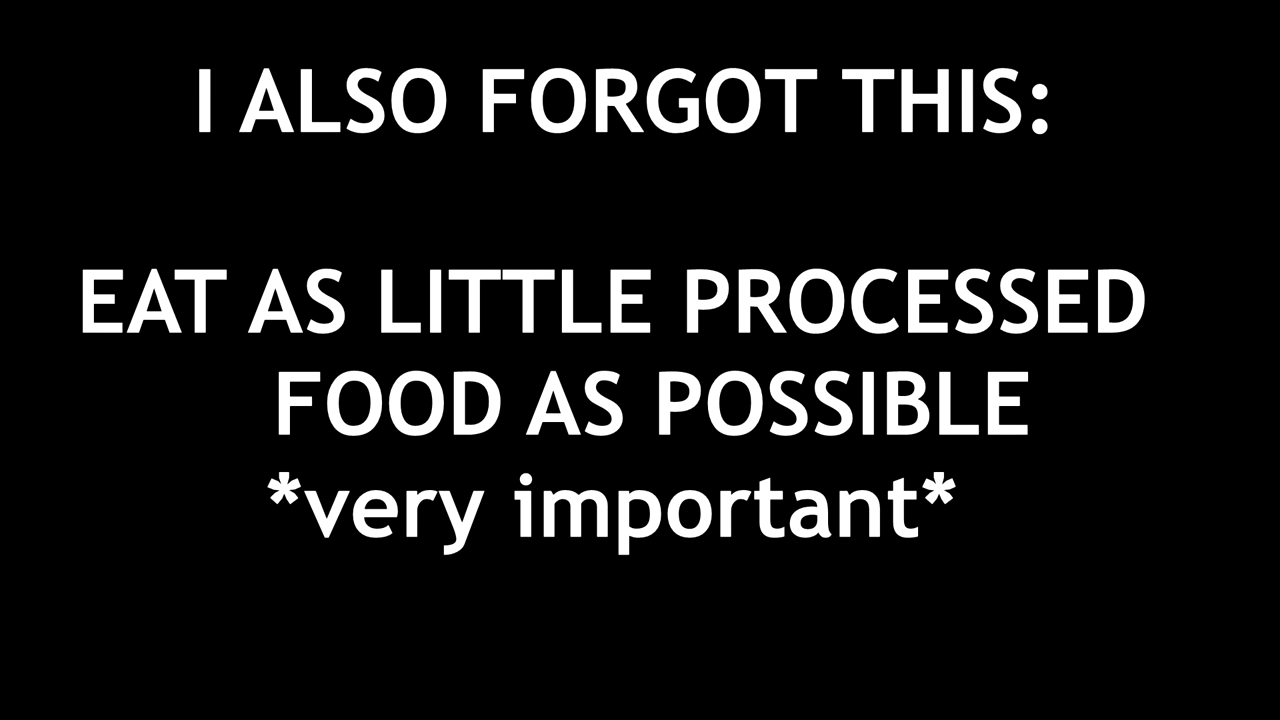 I ALSO FORGOT THIS:
EAT AS LITTLE PROCESSED
FOOD AS POSSIBLE
*very important*